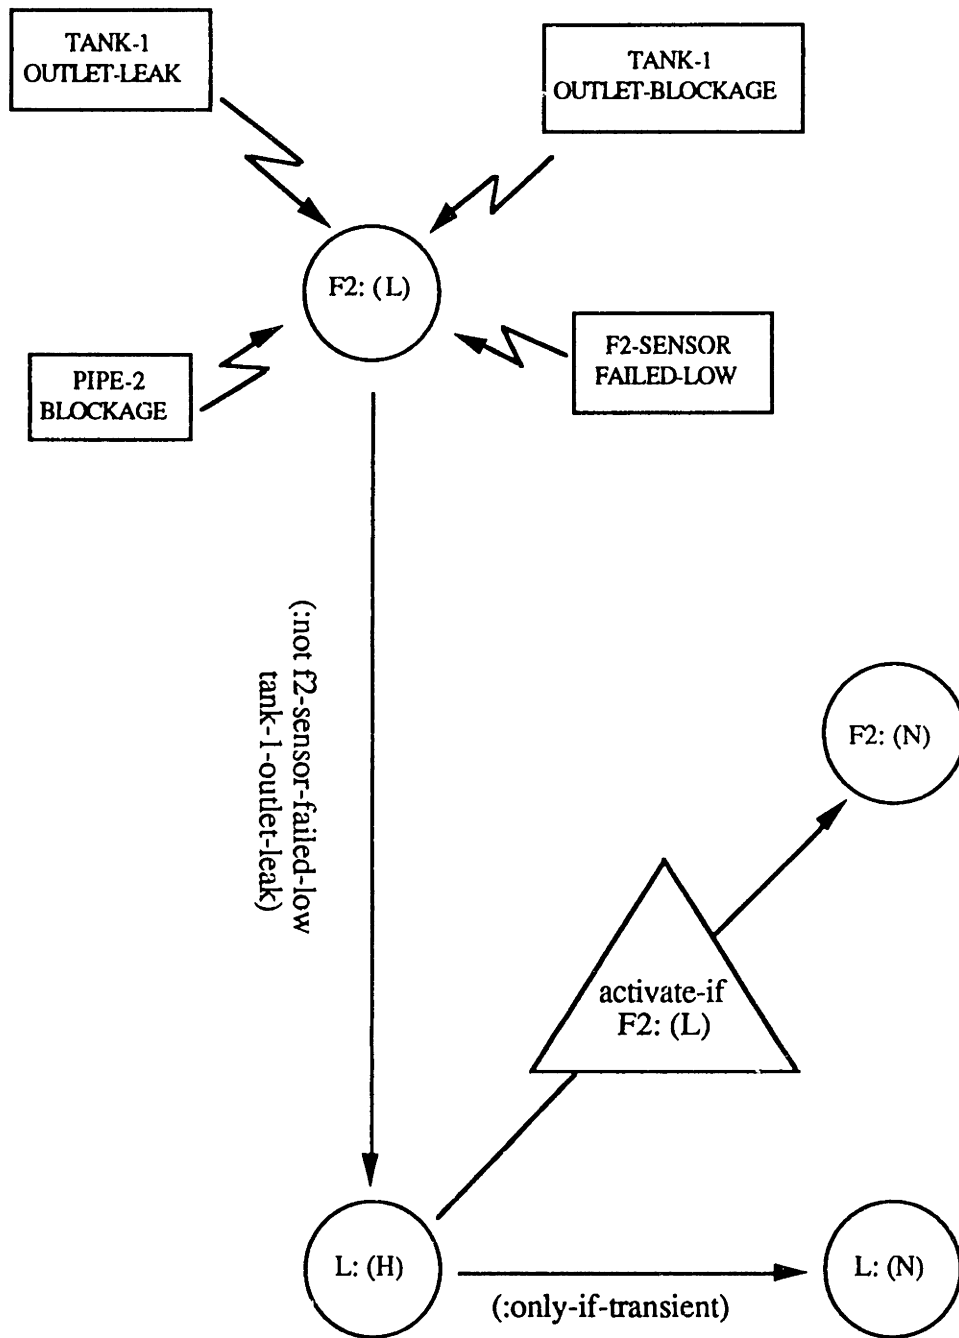 TANK-1
OUTLET-LEAK
TANK-1
OUTLET-BLOCKAGE
F2: (L)
F2-SENSOR
FAILED-LOW
PIPE-2
BLOCKAGE
(:not f2-sensor-failed-low
tank-1-outlet-leak)
F2: (N)
activate-if
F2: (L)
L: (H)
L: (N)
(:only-if-transient)